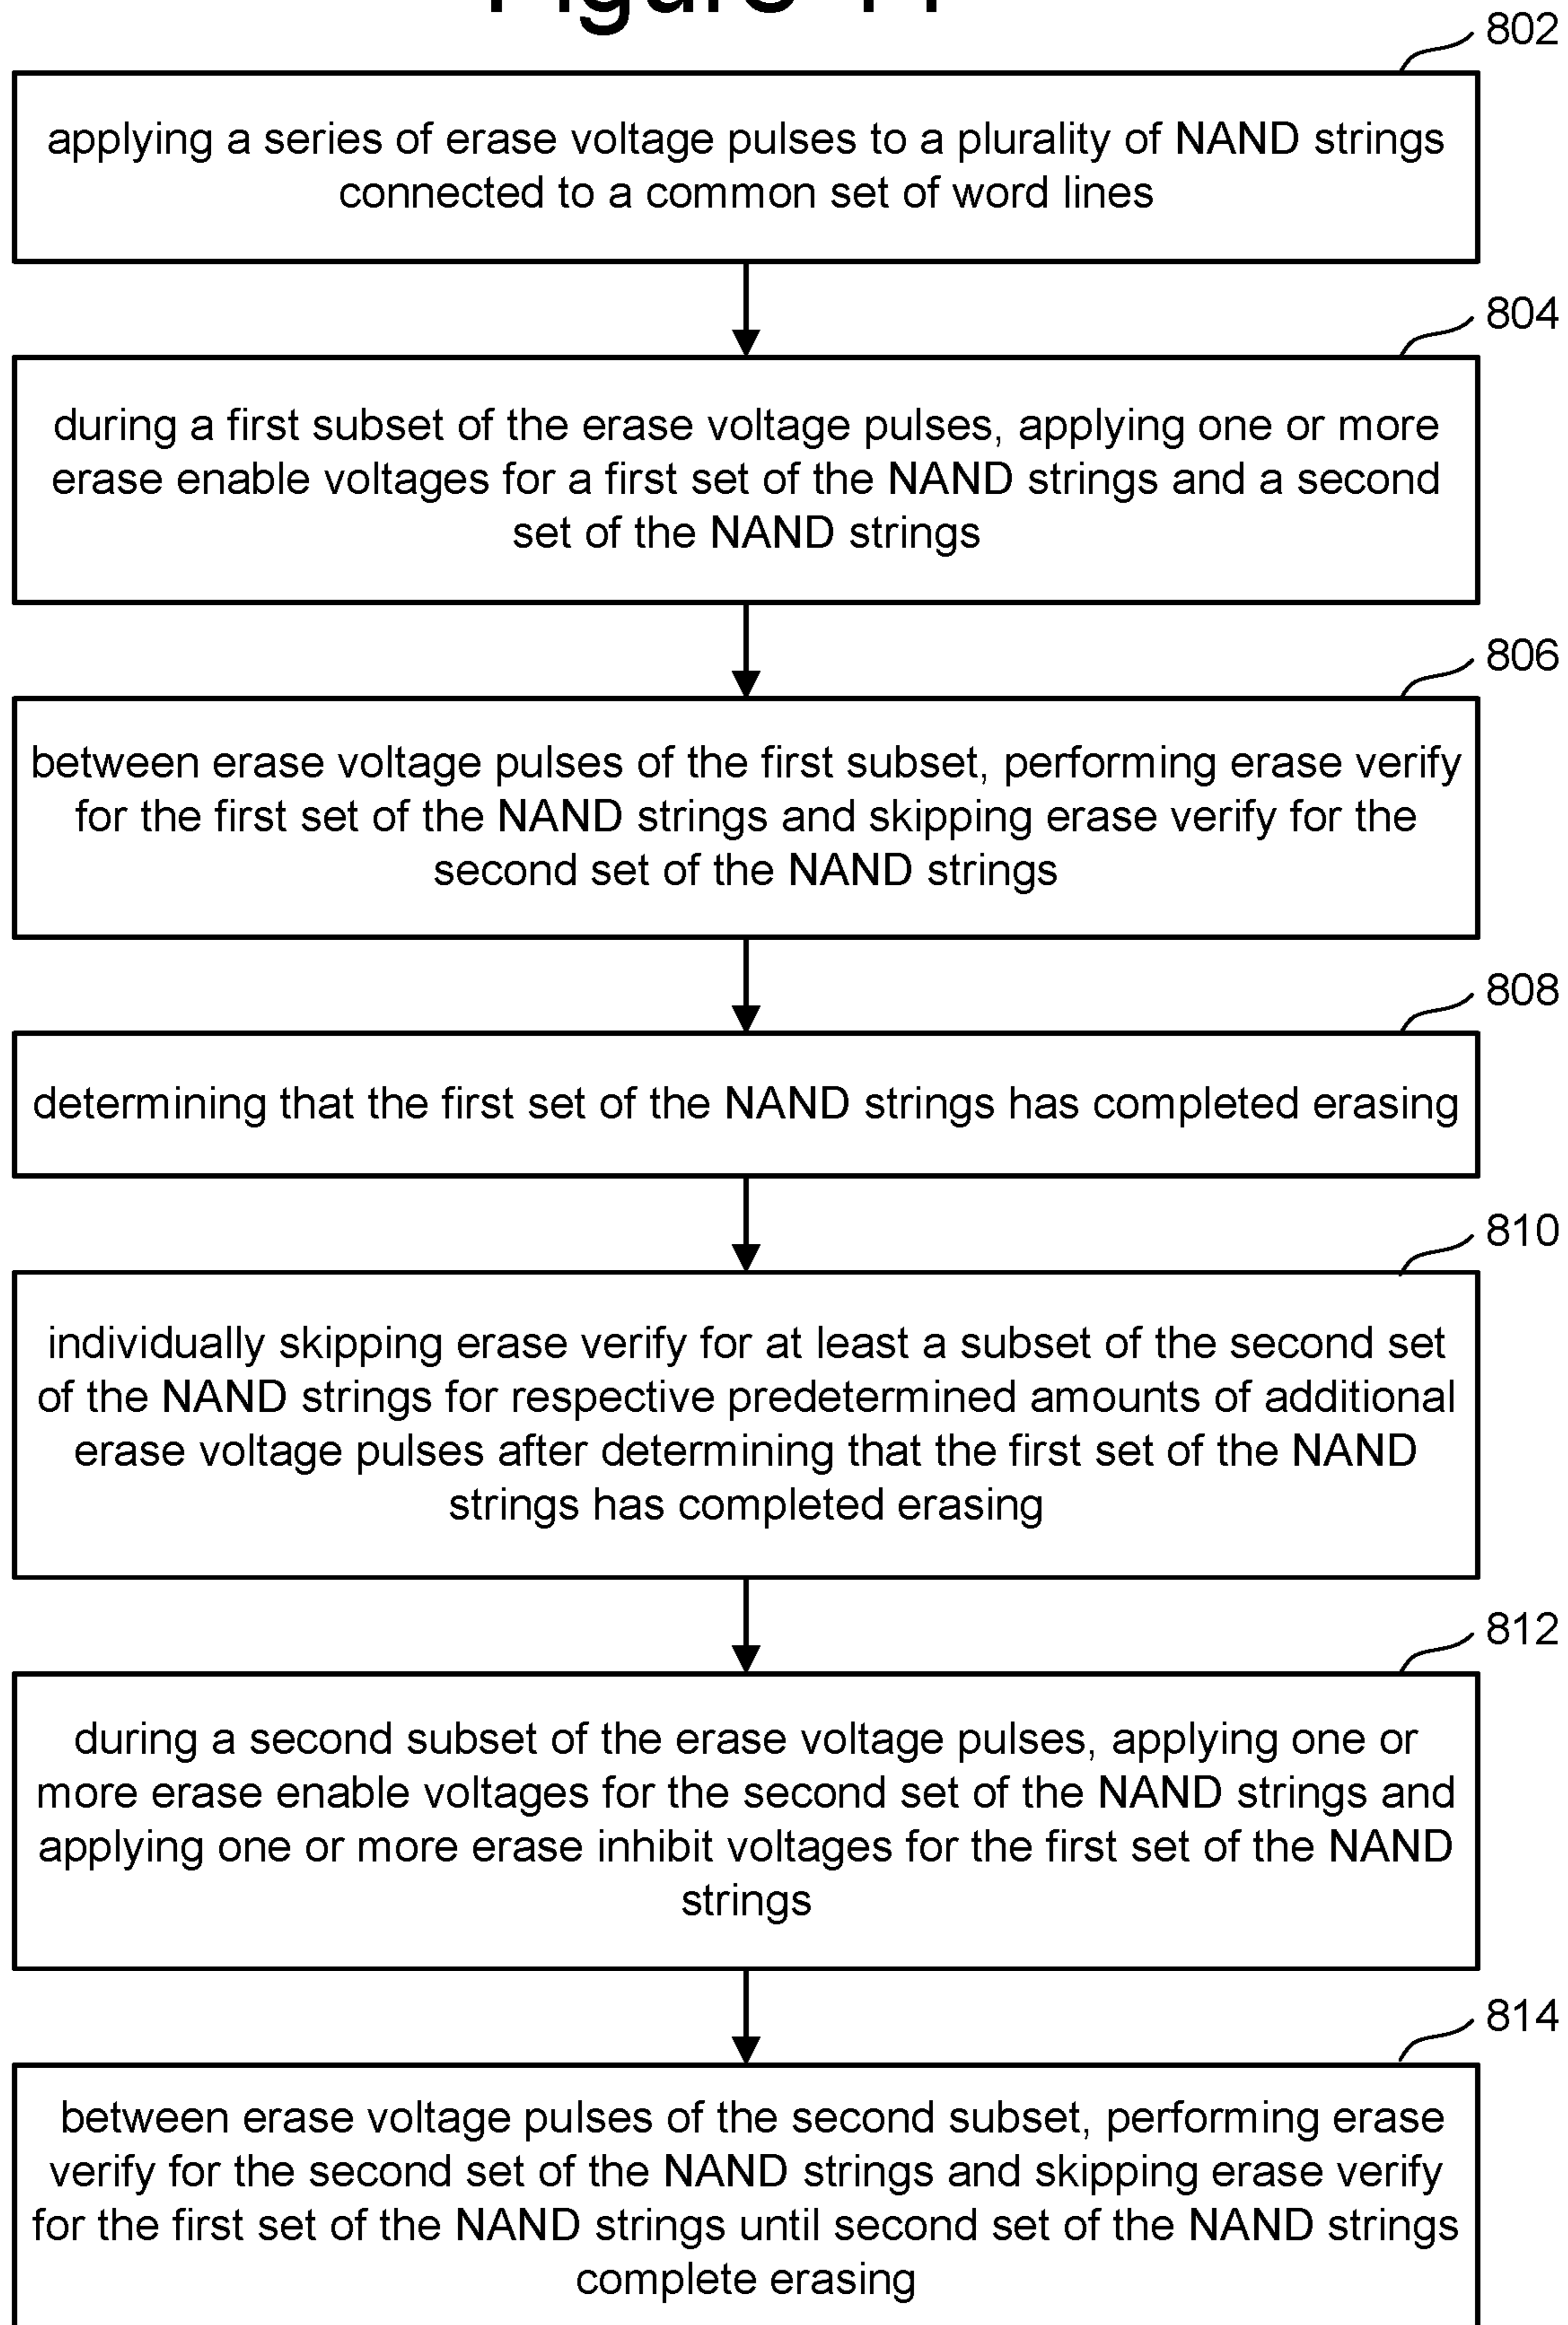 Figure
802
applying a series of erase voltage pulses to a plurality of NAND strings
connected to a common set of word lines
804
during a first subset of the erase voltage pulses, applying one or more
erase enable voltages for a first set of the NAND strings and a second
set of the NAND strings
806
between erase voltage pulses of the first subset, performing erase verify
for the first set of the NAND strings and skipping erase verify for the
second set of the NAND strings
808
determining that the first set of the NAND strings has completed erasing
810
individually skipping erase verify for at least a subset of the second set
of the NAND strings for respective predetermined amounts of additional
erase voltage pulses after determining that the first set of the NAND
strings has completed erasing
812
during a second subset of the erase voltage pulses, applying one or
more erase enable voltages for the second set of the NAND strings and
applying one or more erase inhibit voltages for the first set of the NAND
strings
814
between erase voltage pulses of the second subset, performing erase
verify for the second set of the NAND strings and skipping erase verify
for the first set of the NAND strings until second set of the NAND strings
complete erasing